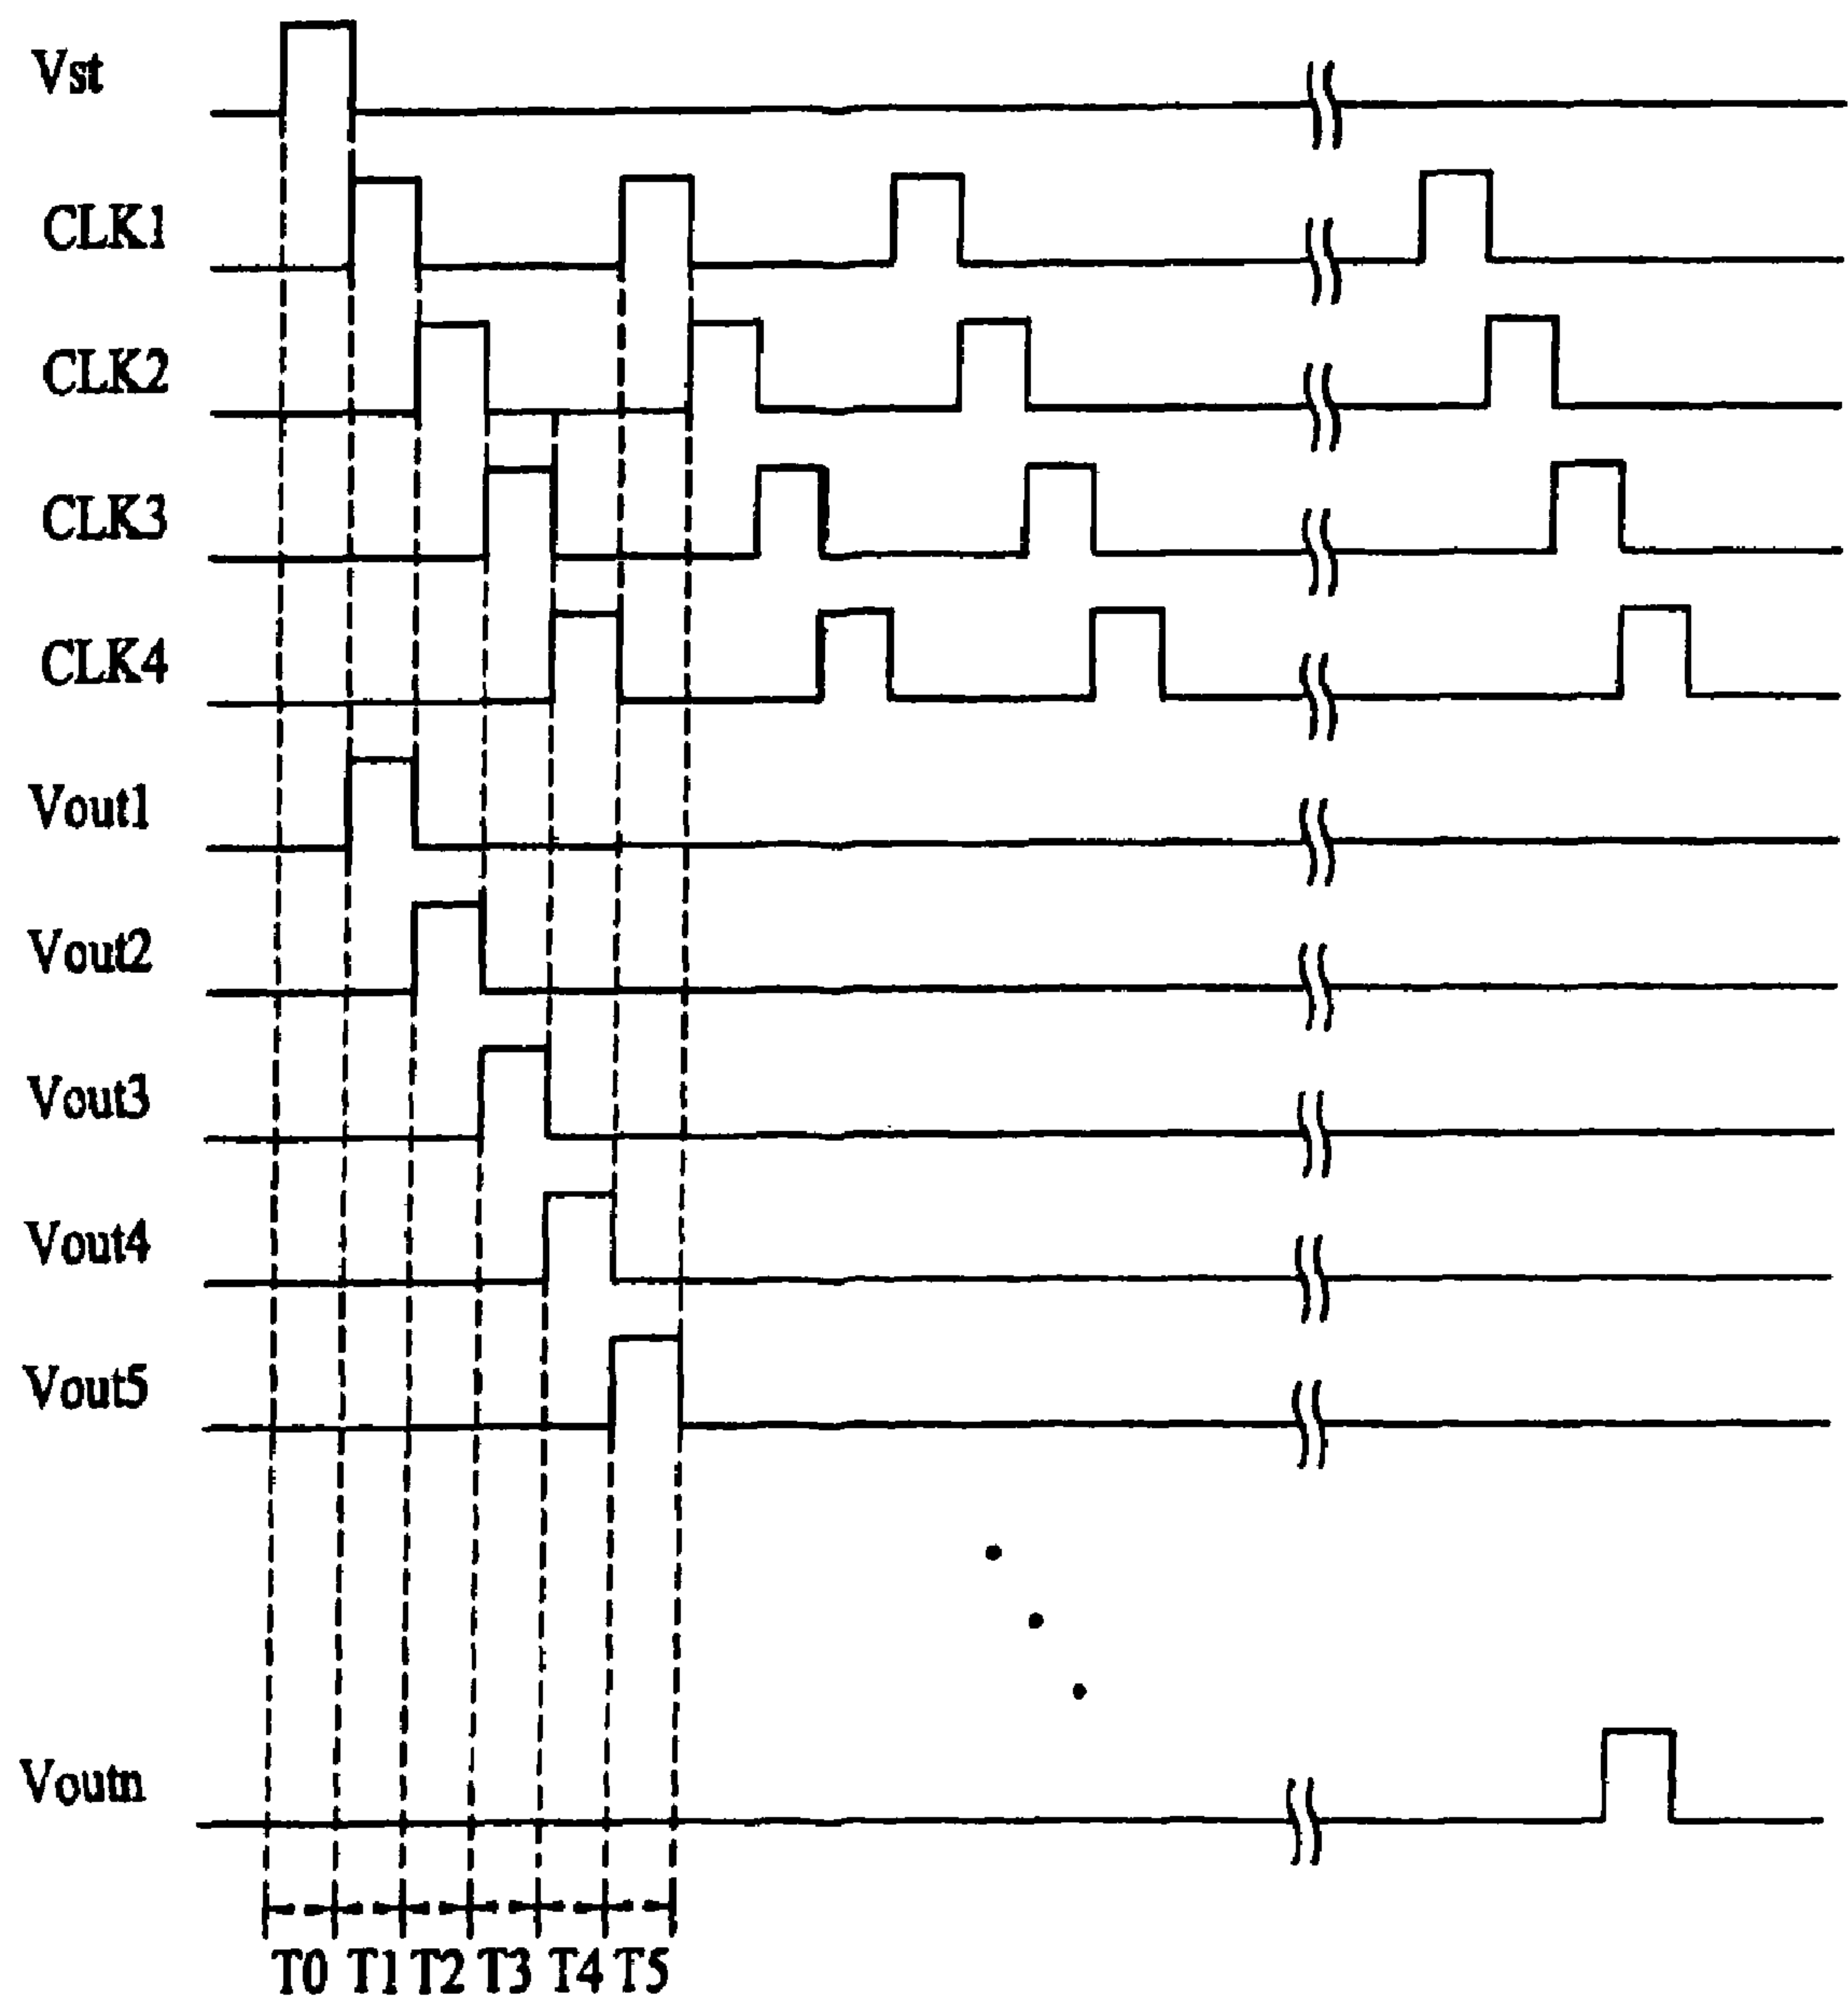 Vst
CLK1
CLK2
CLK3
CLK4
Vout1
Vout2
Vout3
Vout4
Vout5
Voutn
T0 T1 T2 T3 T4 T5